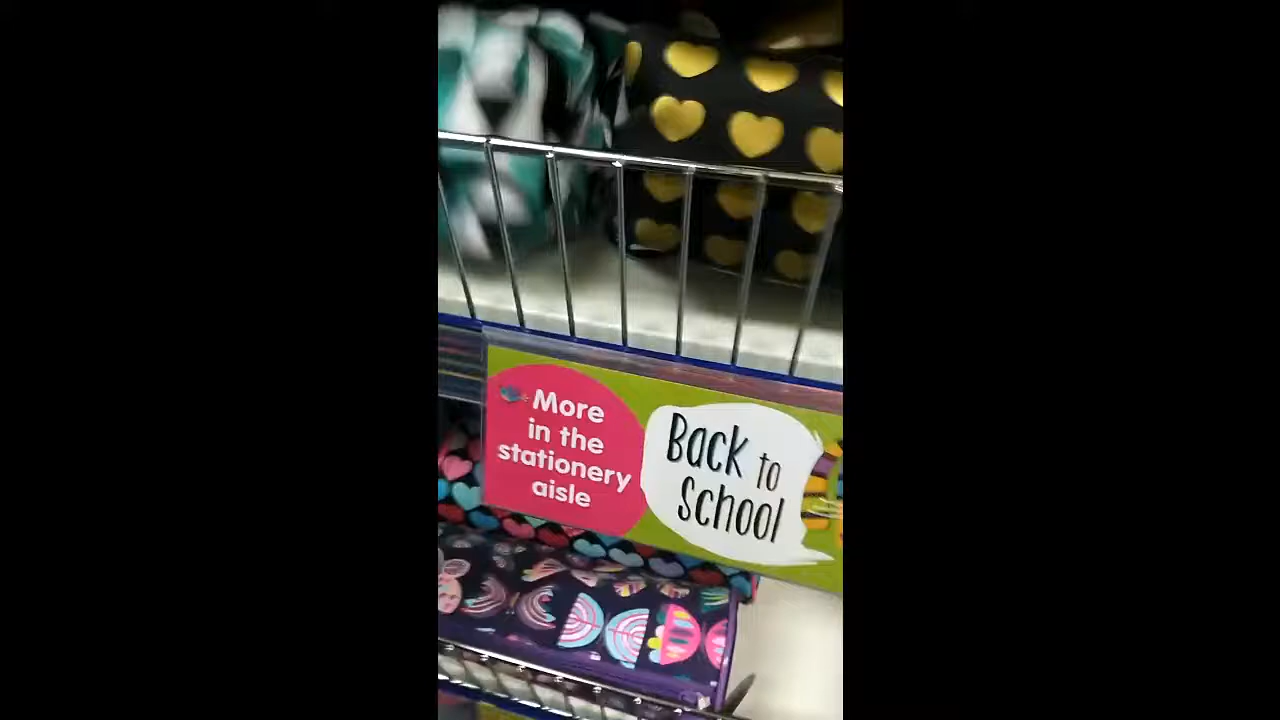 More
in the
stationery
aisle
Back to
School